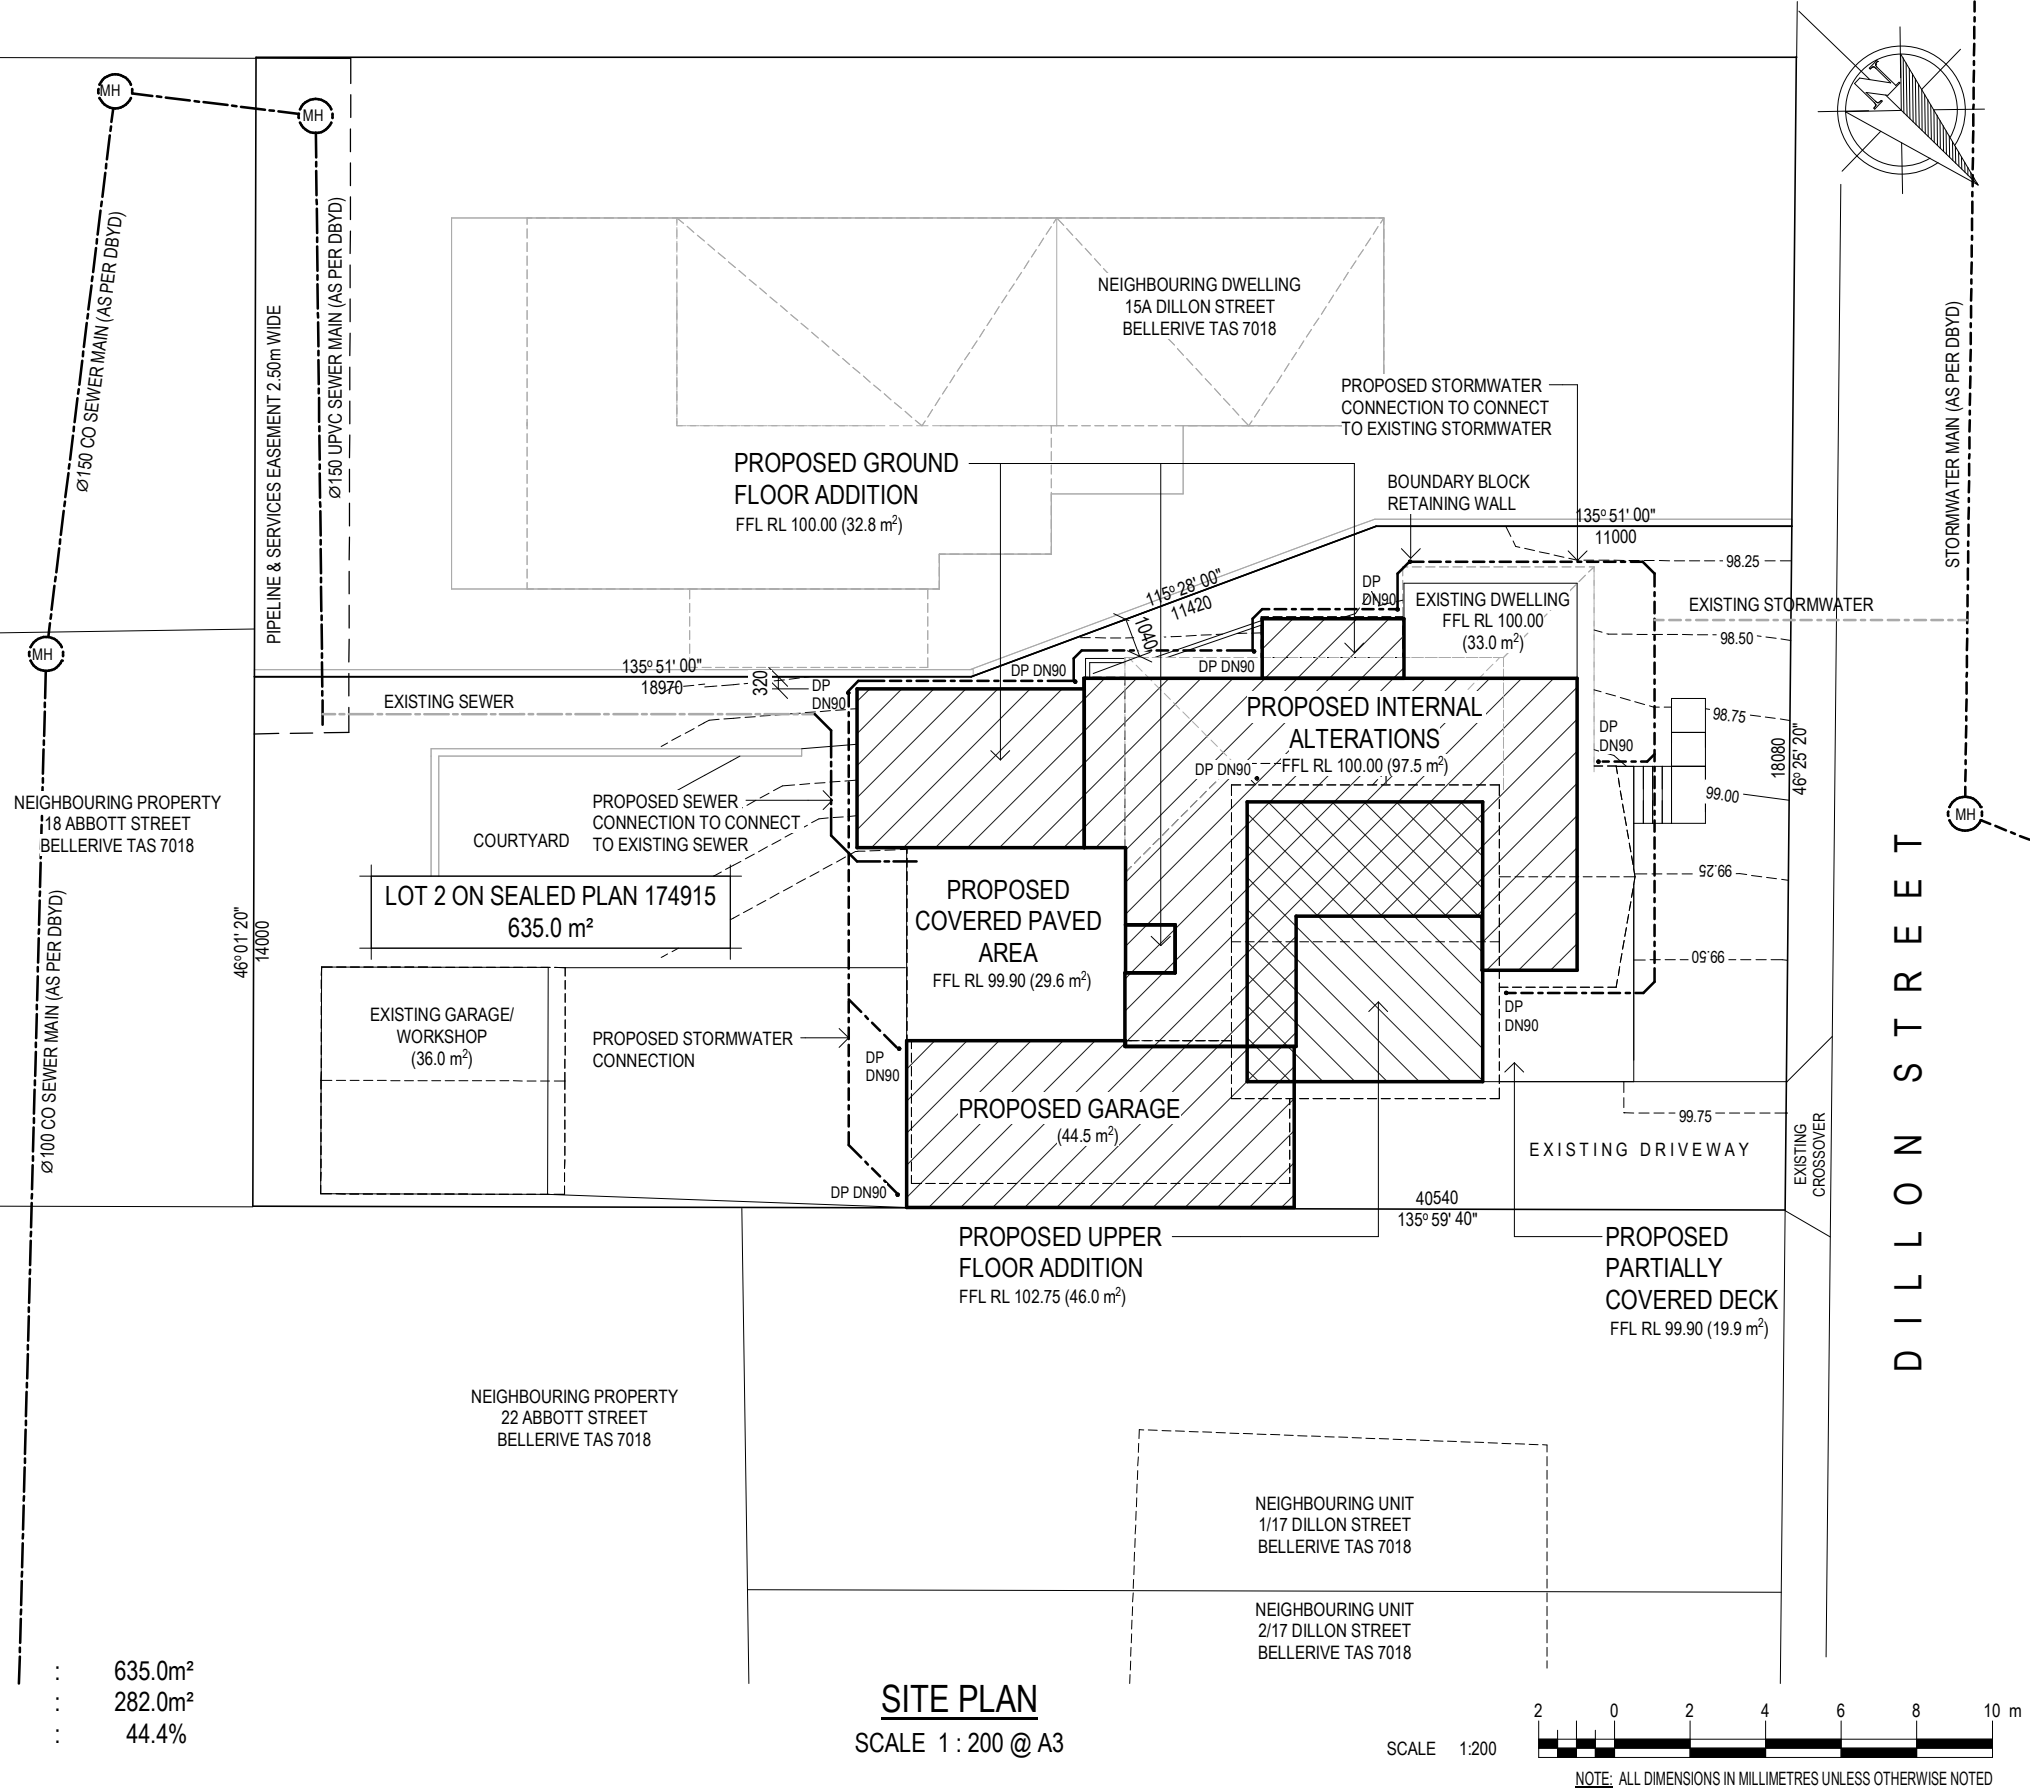 MH
MH
N
Ø150 CO SEWER MAIN (AS PER DBYD)
PIPELINE & SERVICES EASEMENT 2.50m WIDE
Ø150 UPVC SEWER MAIN (AS PER DBYD)
NEIGHBOURING DWELLING
15A DILLON STREET
BELLERIVE TAS 7018
STORMWATER MAIN (AS PER DBYD)
PROPOSED STORMWATER
CONNECTION TO CONNECT
TO EXISTING STORMWATER
PROPOSED GROUND
FLOOR ADDITION
FFL RL 100.00 (32.8 m²)
BOUNDARY BLOCK
RETAINING WALL
135° 51' 00"
11000
98.25
115° 28' 00"
11420
1040
DP
DN90
EXISTING DWELLING
FFL RL 100.00
(33.0 m²)
EXISTING STORMWATER
98.50
MH
135° 51' 00"
18970
320
DP
DN90
DP DN90
DP DN90
EXISTING SEWER
PROPOSED INTERNAL
ALTERATIONS
FFL RL 100.00 (97.5 m²)
DP DN90
DP
DN90
98.75
18080
46° 25' 20"
99.00
MH
NEIGHBOURING PROPERTY
18 ABBOTT STREET
BELLERIVE TAS 7018
COURTYARD
PROPOSED SEWER
CONNECTION TO CONNECT
TO EXISTING SEWER
99.25
LOT 2 ON SEALED PLAN 174915
635.0 m²
PROPOSED
COVERED PAVED
AREA
FFL RL 99.90 (29.6 m²)
46° 01' 20"
14000
99.50
DP
DN90
Ø100 CO SEWER MAIN (AS PER DBYD)
EXISTING GARAGE/
WORKSHOP
(36.0 m²)
PROPOSED STORMWATER
CONNECTION
DP
DN90
PROPOSED GARAGE
(44.5 m²)
99.75
EXISTING DRIVEWAY
EXISTING
CROSSOVER
DILLON STREET
DP DN90
40540
135° 59' 40"
PROPOSED UPPER
FLOOR ADDITION
FFL RL 102.75 (46.0 m²)
PROPOSED
PARTIALLY
COVERED DECK
FFL RL 99.90 (19.9 m²)
NEIGHBOURING PROPERTY
22 ABBOTT STREET
BELLERIVE TAS 7018
NEIGHBOURING UNIT
1/17 DILLON STREET
BELLERIVE TAS 7018
NEIGHBOURING UNIT
2/17 DILLON STREET
BELLERIVE TAS 7018
: 635.0m²
: 282.0m²
: 44.4%
SITE PLAN
SCALE 1 : 200 @ A3
SCALE 1:200
2 0 2 4 6 8 10 m
NOTE: ALL DIMENSIONS IN MILLIMETRES UNLESS OTHERWISE NOTED